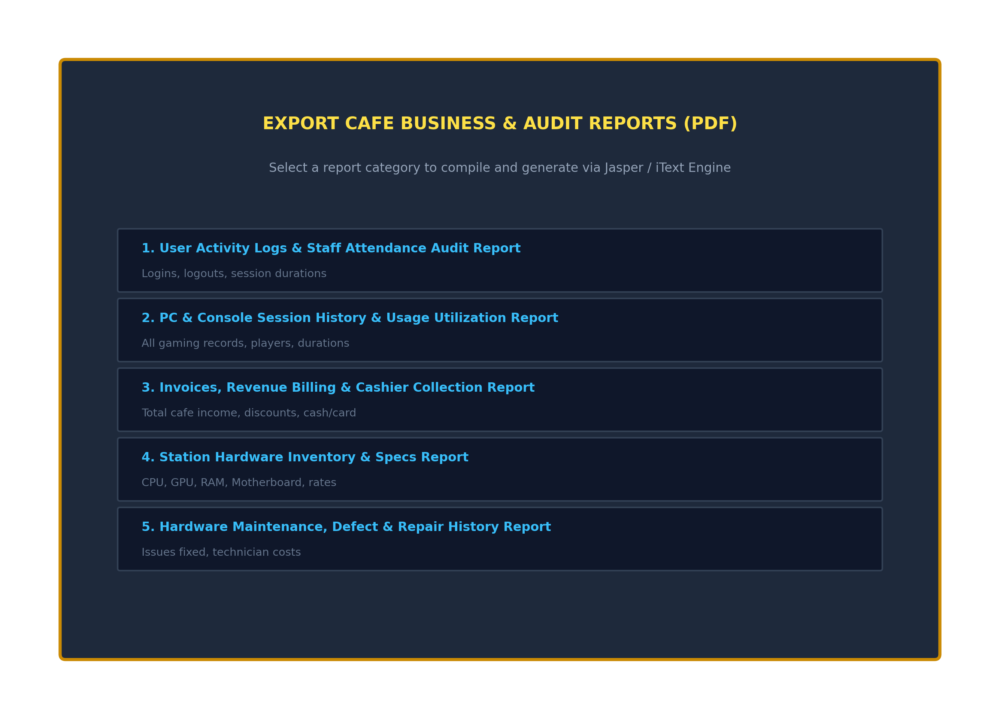 EXPORT CAFE BUSINESS & AUDIT REPORTS (PDF)
Select a report category to compile and generate via Jasper / iText Engine
1. User Activity Logs & Staff Attendance Audit Report
Logins, logouts, session durations
2. PC & Console Session History & Usage Utilization Report
All gaming records, players, durations
3. Invoices, Revenue Billing & Cashier Collection Report
Total cafe income, discounts, cash/card
4. Station Hardware Inventory & Specs Report
CPU, GPU, RAM, Motherboard, rates
5. Hardware Maintenance, Defect & Repair History Report
Issues fixed, technician costs